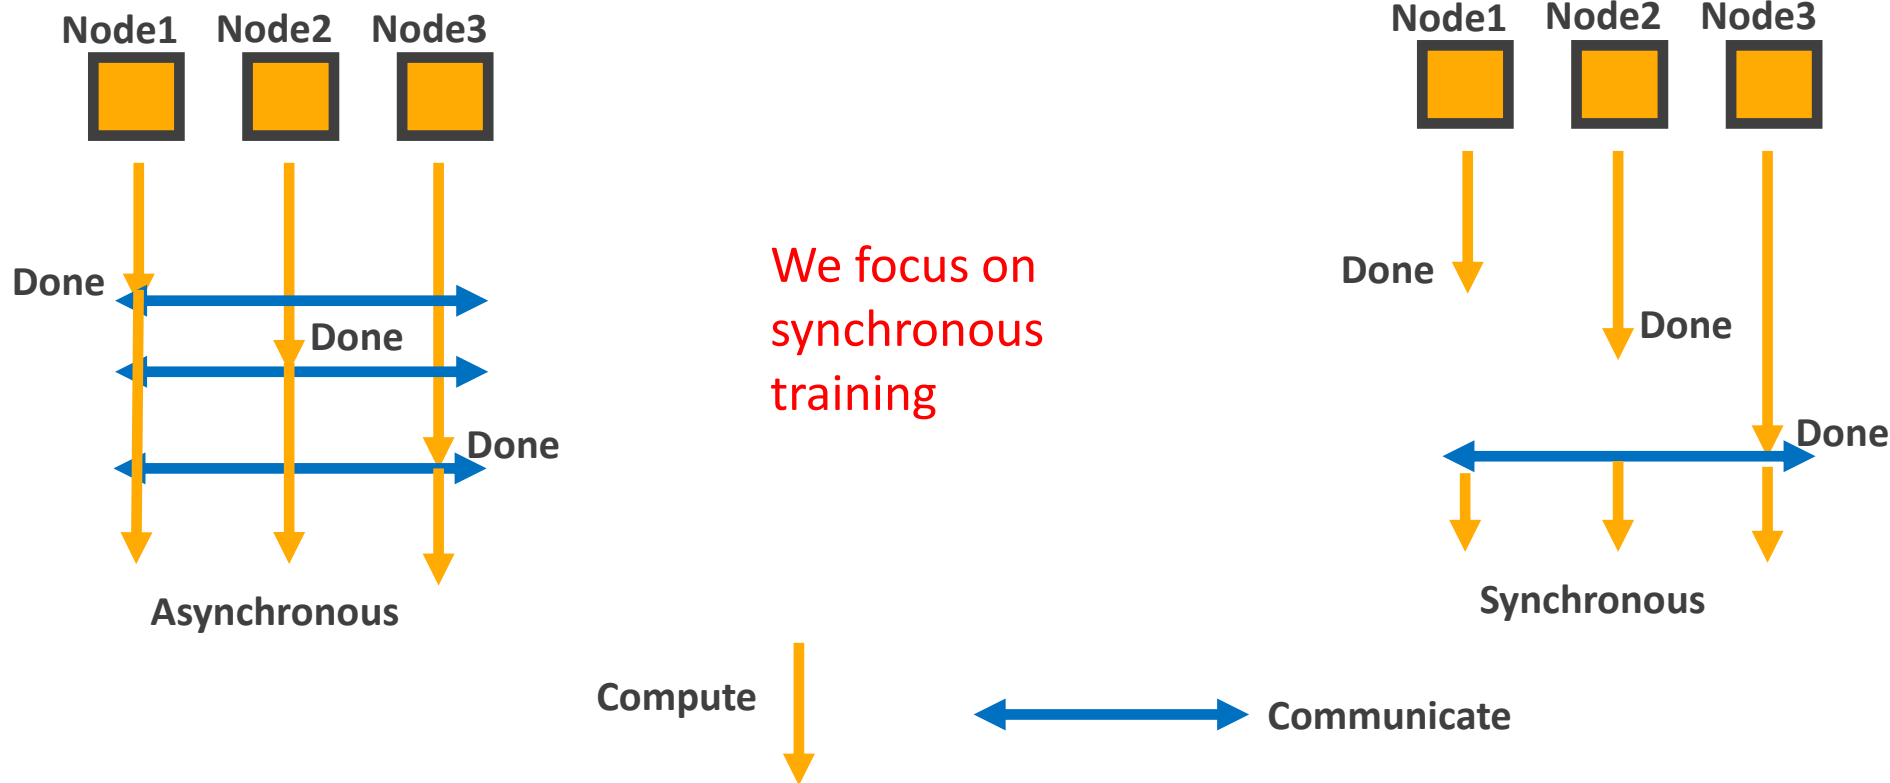 Node1 Node2 Node3
Done
Done
Done
Asynchronous
We focus on
synchronous
training
Node1 Node2 Node3
Done
Done
Done
Synchronous
Compute
Communicate